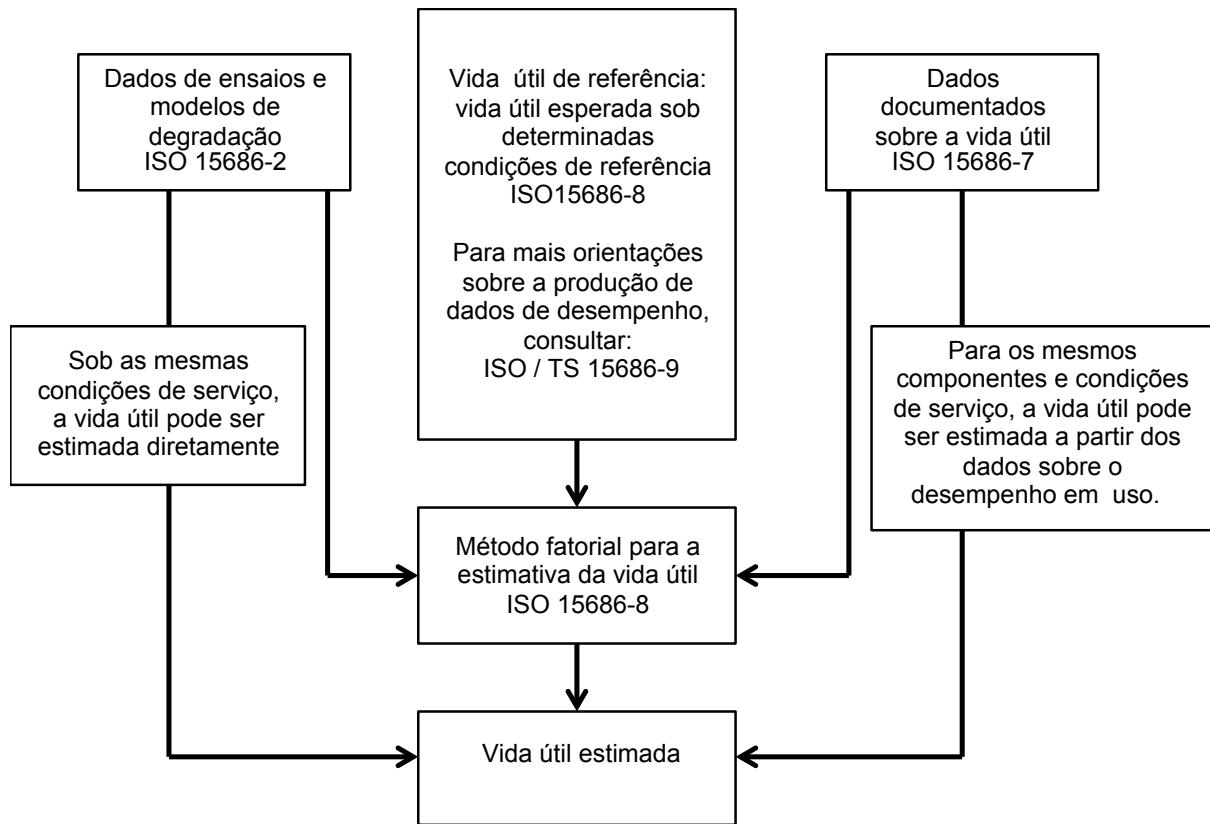 Dados de ensaios e
modelos de
degradação
ISO 15686-2
Vida útil de referência:
vida útil esperada sob
determinadas
condições de referência
ISO15686-8
Para mais orientações
sobre a produção de
dados de desempenho,
consultar:
ISO / TS 15686-9
Dados
documentados
sobre a vida útil
ISO 15686-7
Sob as mesmas
condições de serviço,
a vida útil pode ser
estimada diretamente
Para os mesmos
componentes e condições
de serviço, a vida útil pode
ser estimada a partir dos
dados sobre o
desempenho em uso.
Método fatorial para a
estimativa da vida útil
ISO 15686-8
Vida útil estimada